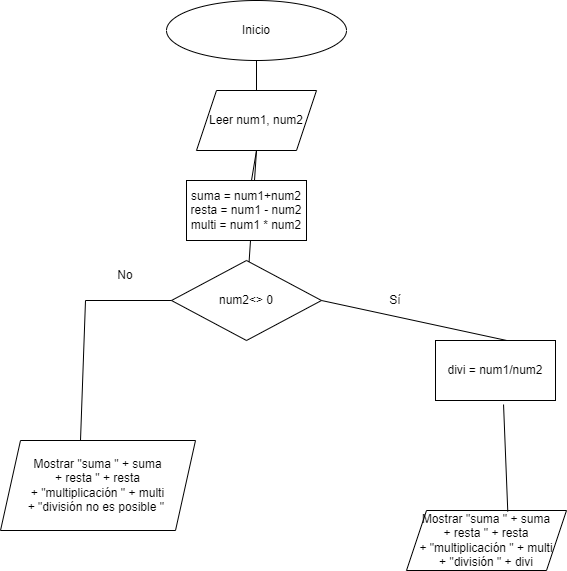 Inicio
Leer num1, num2
suma = num1+num2
resta = num1 - num2
multi = num1 * num2
No
num2<> 0
Sí
divi = num1/num2
Mostrar "suma " + suma
+ resta " + resta
+ "multiplicación " + multi
+ "división no es posible "
Mostrar "suma " + suma
+ resta " + resta
+ "multiplicación " + multi
+ "división " + divi